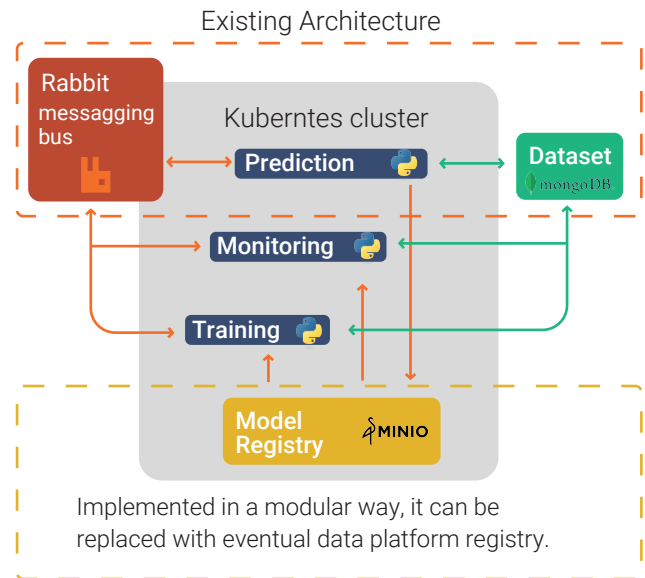 Existing Architecture
Rabbit
messagging
bus
Kuberntes cluster
Prediction
Dataset
mongoDB
Monitoring
Training
Model
Registry
MINIO
Implemented in a modular way, it can be
replaced with eventual data platform registry.